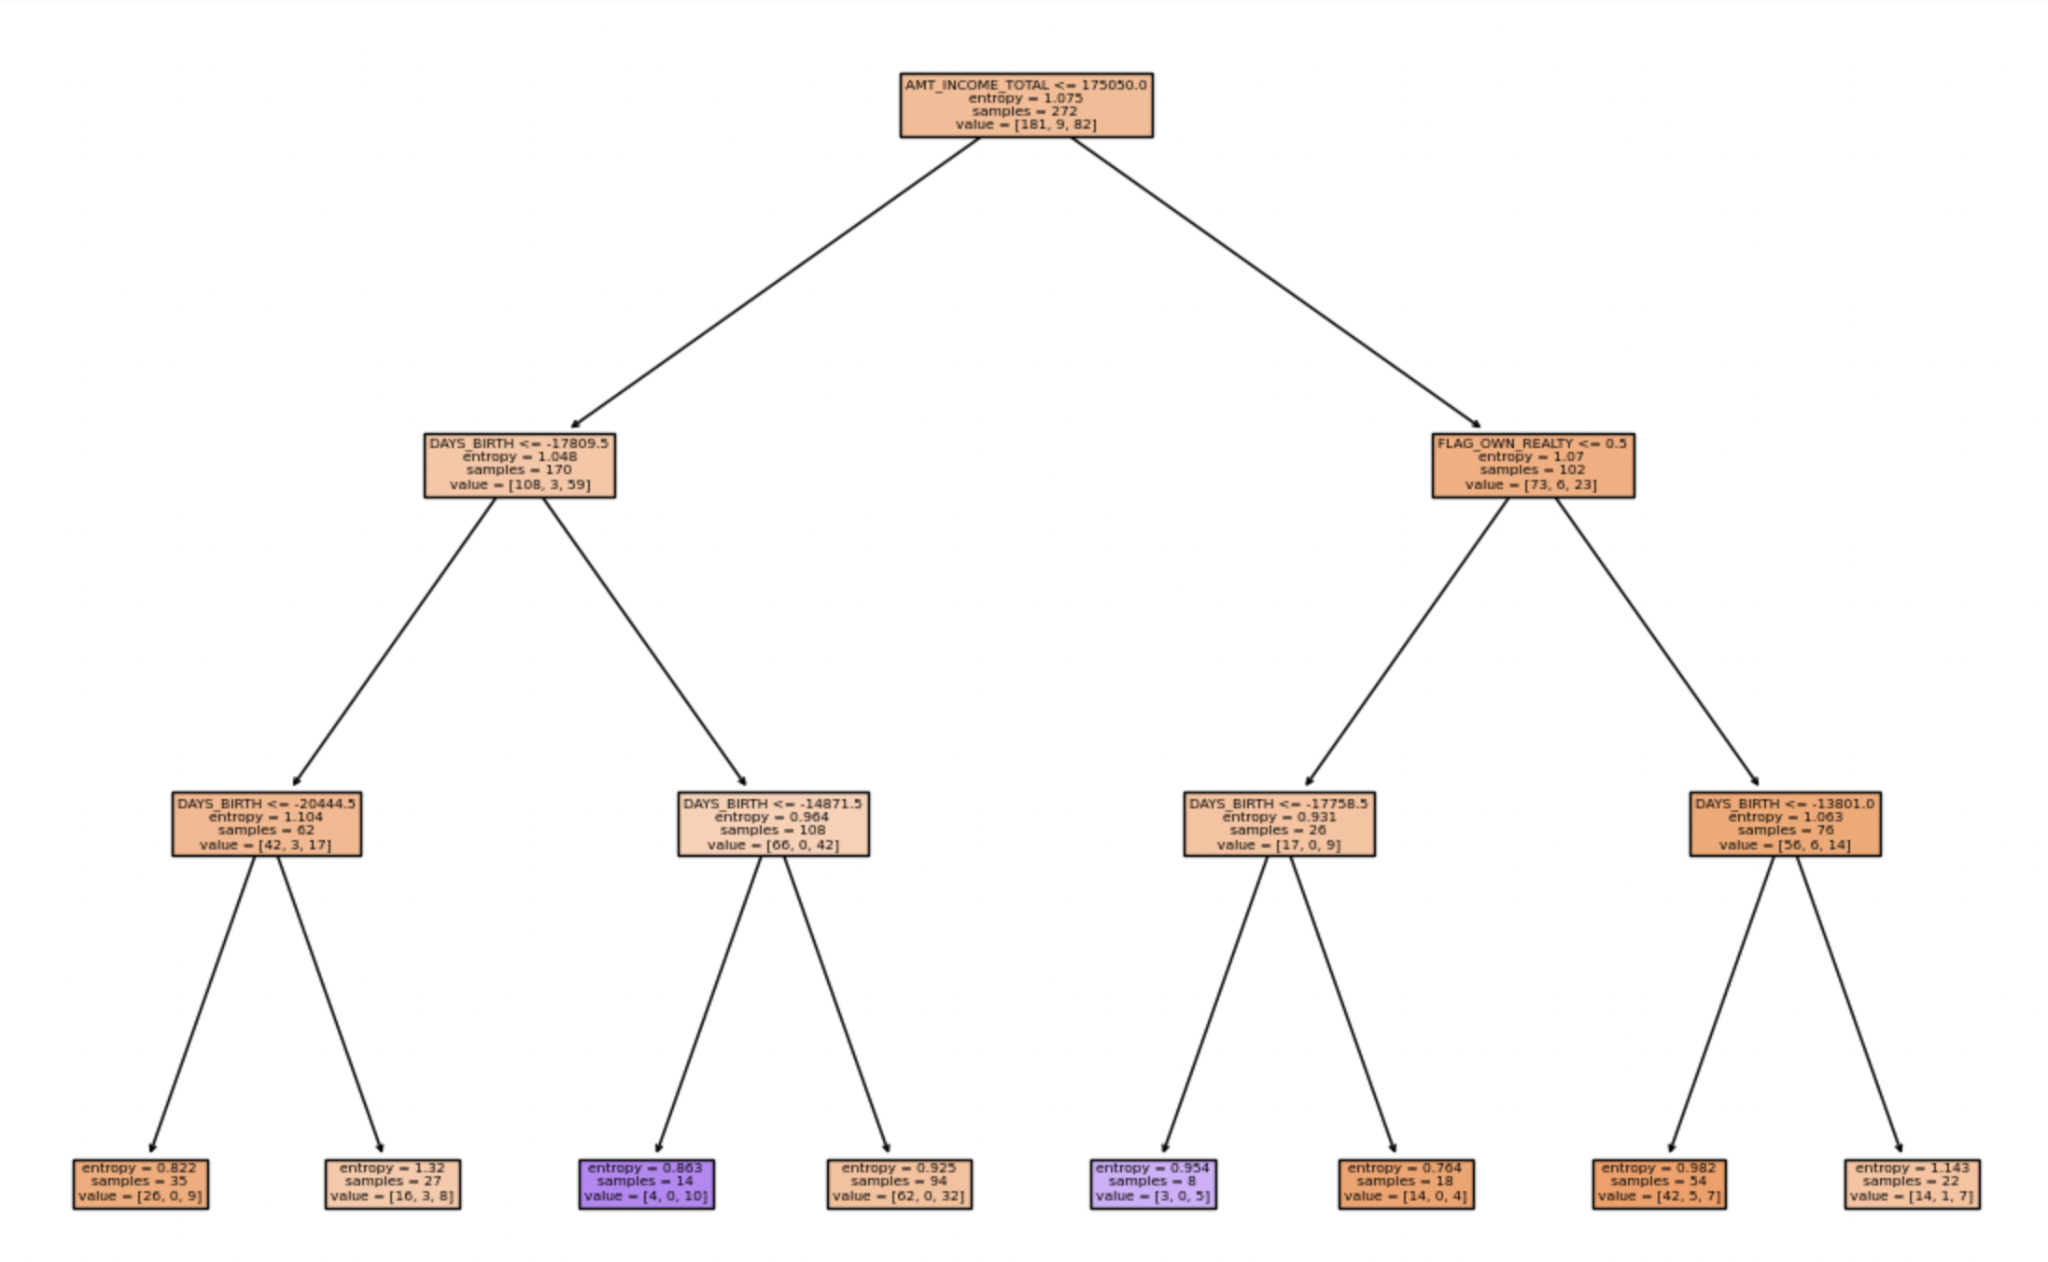 AMT_INCOME_TOTAL <= 175050.0
entropy = 1.075
samples = 272
value = [181, 9, 82]
DAYS_BIRTH <= -17809.5
entropy = 1.048
samples = 170
value = [108, 3, 59]
FLAG_OWN_REALTY <= 0.5
entropy = 1.07
samples = 102
value = [73, 6, 23]
DAYS_BIRTH <= -20444.5
entropy = 1.104
samples = 62
value = [42, 3, 17]
DAYS_BIRTH <= -14871.5
entropy = 0.964
samples = 108
value = [66, 0, 42]
DAYS_BIRTH <= -17758.5
entropy = 0.931
samples = 26
value = [17, 0, 9]
DAYS_BIRTH <= -13801.0
entropy = 1.063
samples = 76
value = [56, 6, 14]
entropy = 0.822
samples = 35
value = [26, 0, 9]
entropy = 1.32
samples = 27
value = [16, 3, 8]
entropy = 0.863
samples = 14
value = [4, 0, 10]
entropy = 0.925
samples = 94
value = [62, 0, 32]
entropy = 0.954
samples = 8
value = [3, 0, 5]
entropy = 0.764
samples = 18
value = [14, 0, 4]
entropy = 0.982
samples = 54
value = [42, 5, 7]
entropy = 1.143
samples = 22
value = [14, 1, 7]